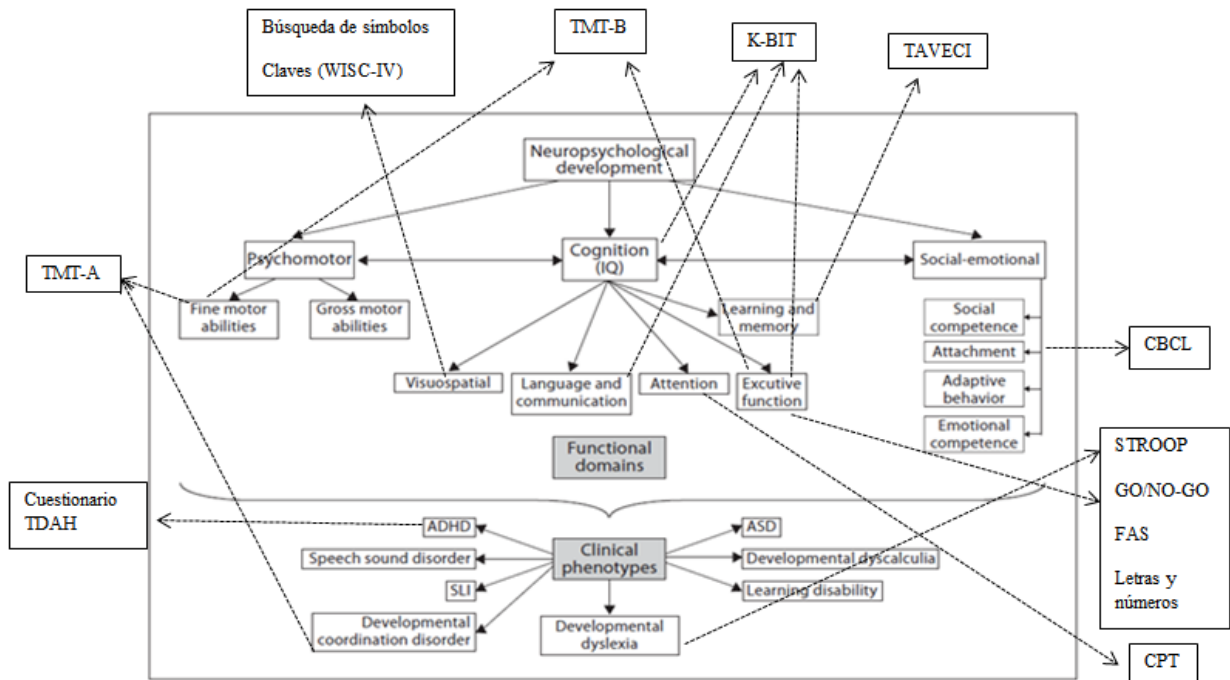 Búsqueda de símbolos
Claves (WISC-IV)
TMT-B
K-BIT
TAVECI
Neuropsychological
development
Psychomotor
Cognition
(IQ)
Social-emotional
TMT-A
Fine motor
abilities
Gross motor
abilities
Learning and
memory
Social
competence
Attachment
Adaptive
behavior
Emotional
competence
CBCL
Visuospatial
Language and
communication
Attention
Excutive
function
Functional
domains
STROOP
GO/NO-GO
FAS
Letras y
números
Cuestionario
TDAH
ADHD
Speech sound disorder
SLI
Developmental
coordination disorder
Clinical
phenotypes
Developmental
dyslexia
ASD
Developmental dyscalculia
Learning disability
CPT